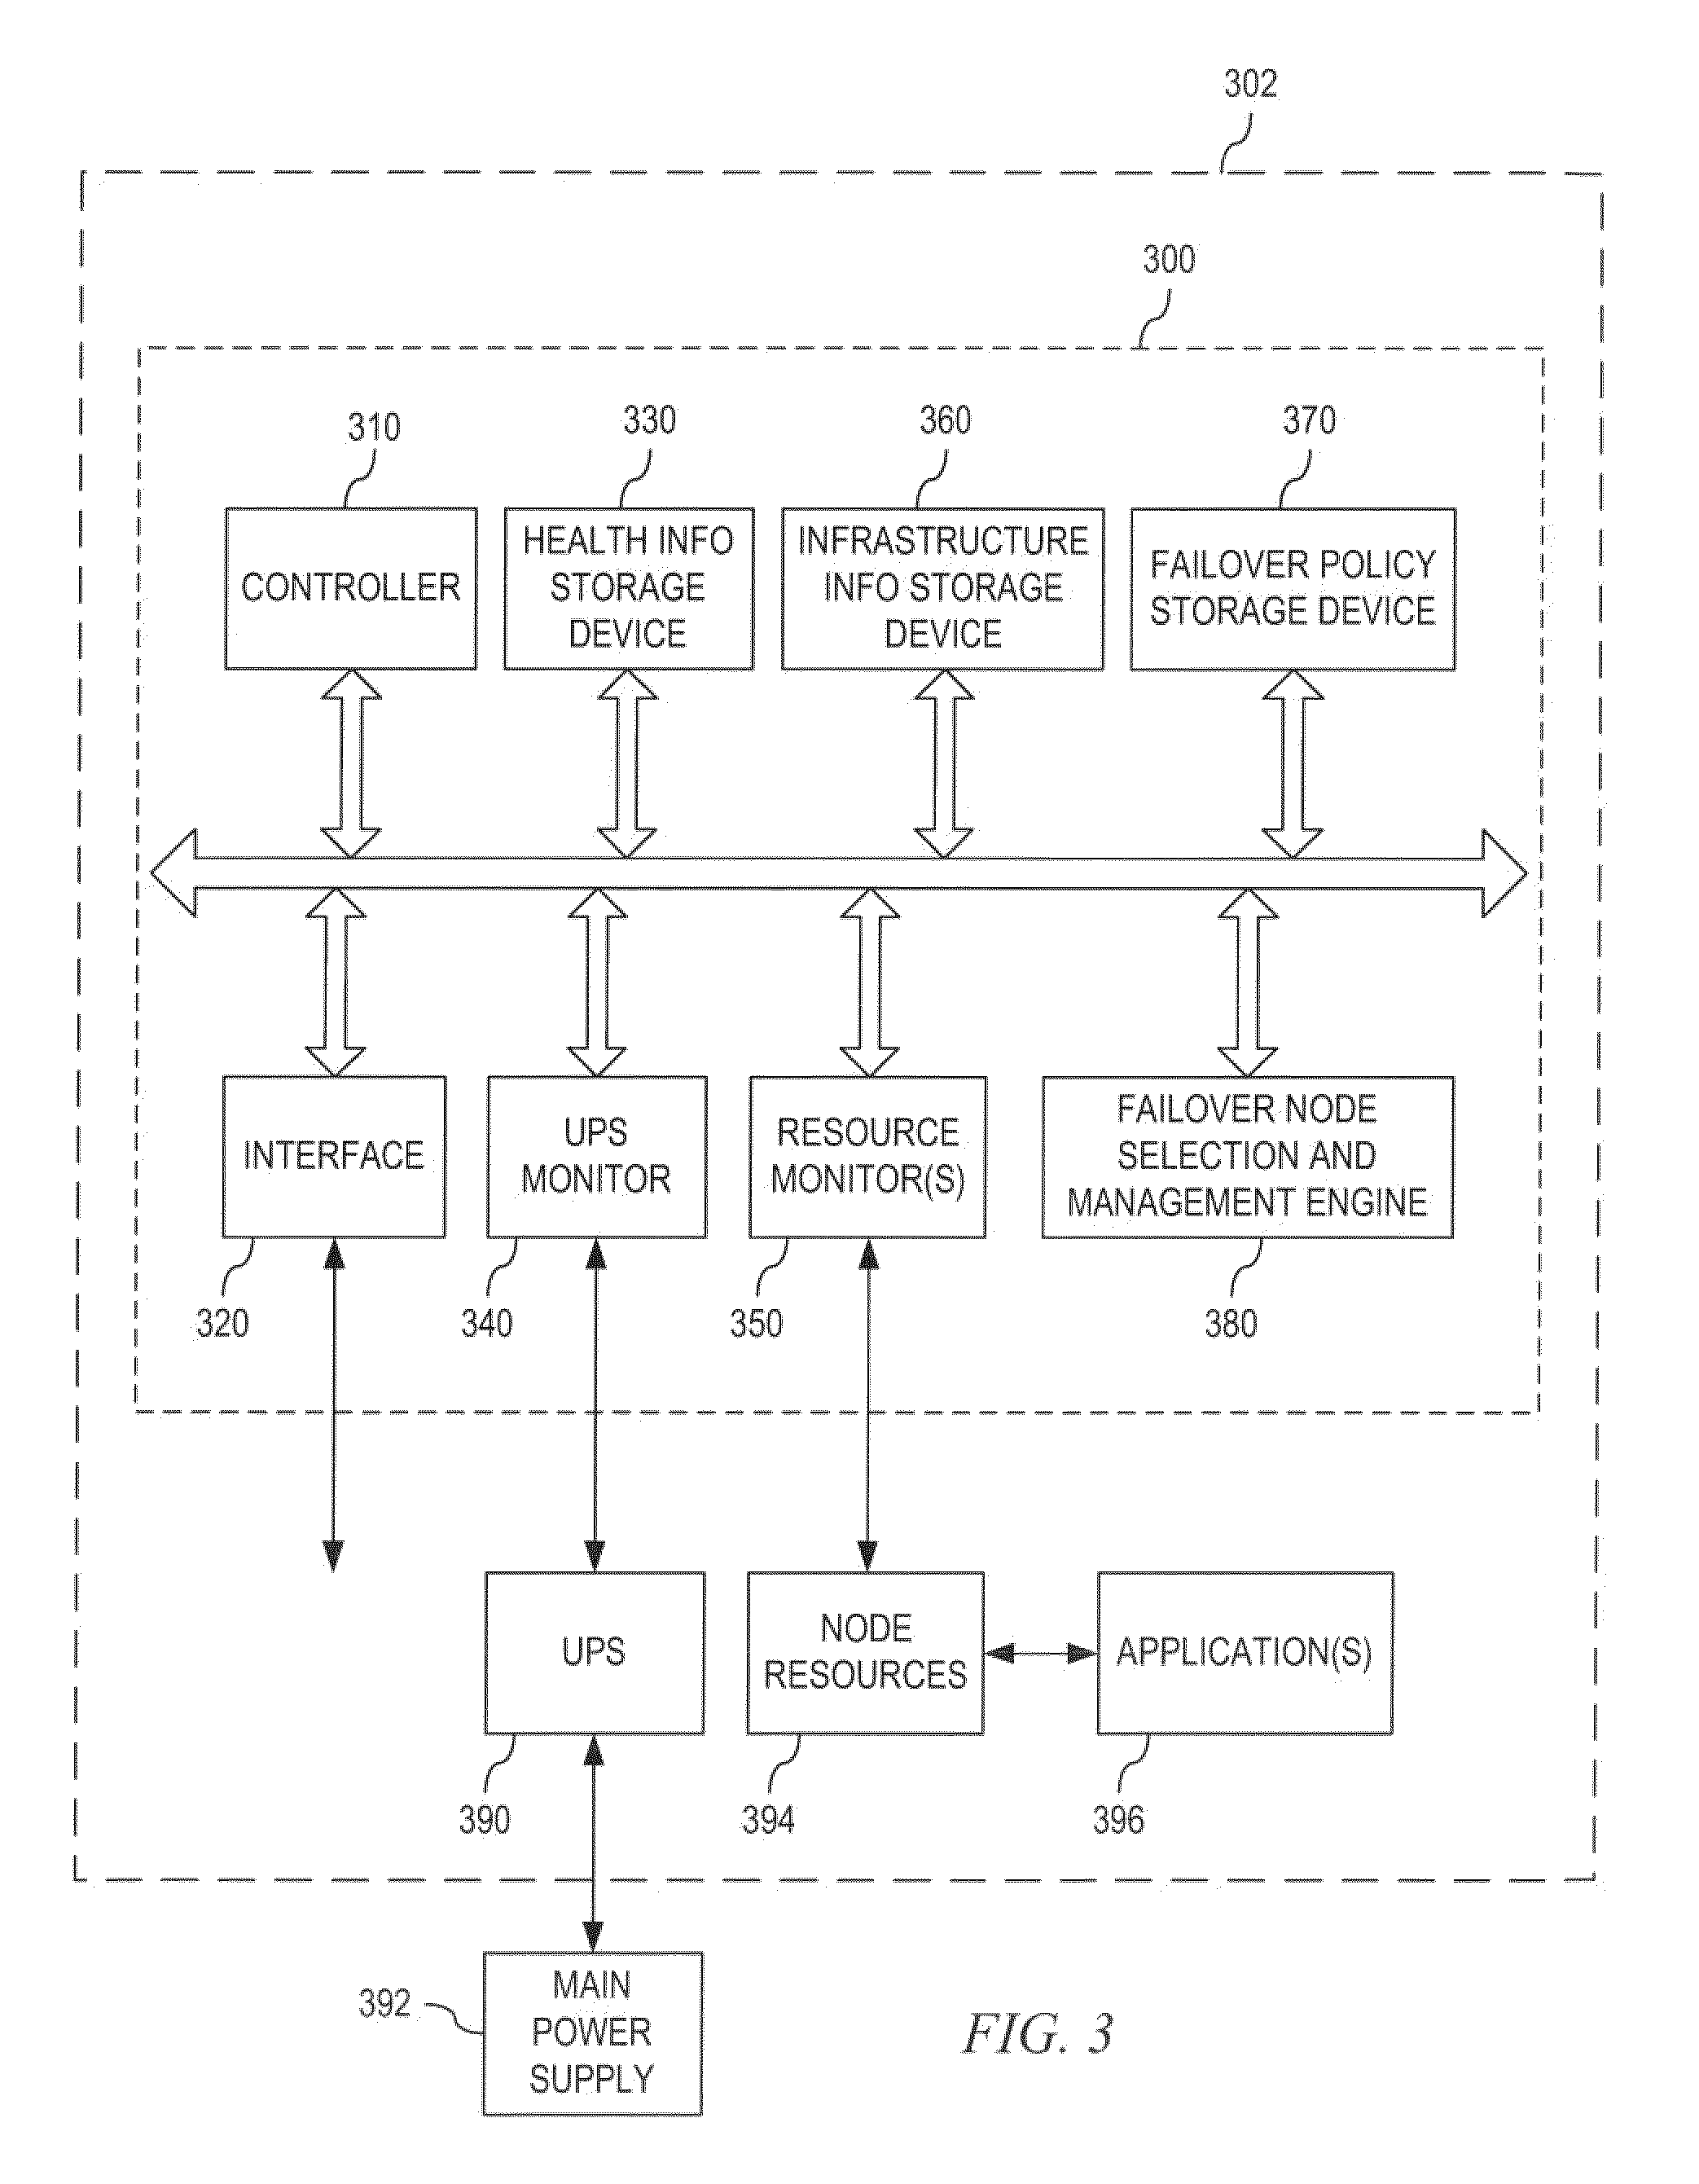 302
300
310
330
360
370
CONTROLLER
HEALTH INFO
STORAGE
DEVICE
INFRASTRUCTURE
INFO STORAGE
DEVICE
FAILOVER POLICY
STORAGE DEVICE
INTERFACE
UPS
MONITOR
RESOURCE
MONITOR(S)
FAILOVER NODE
SELECTION AND
MANAGEMENT ENGINE
320
340
350
380
UPS
NODE
RESOURCES
APPLICATION(S)
390
394
396
392
MAIN
POWER
SUPPLY
FIG. 3